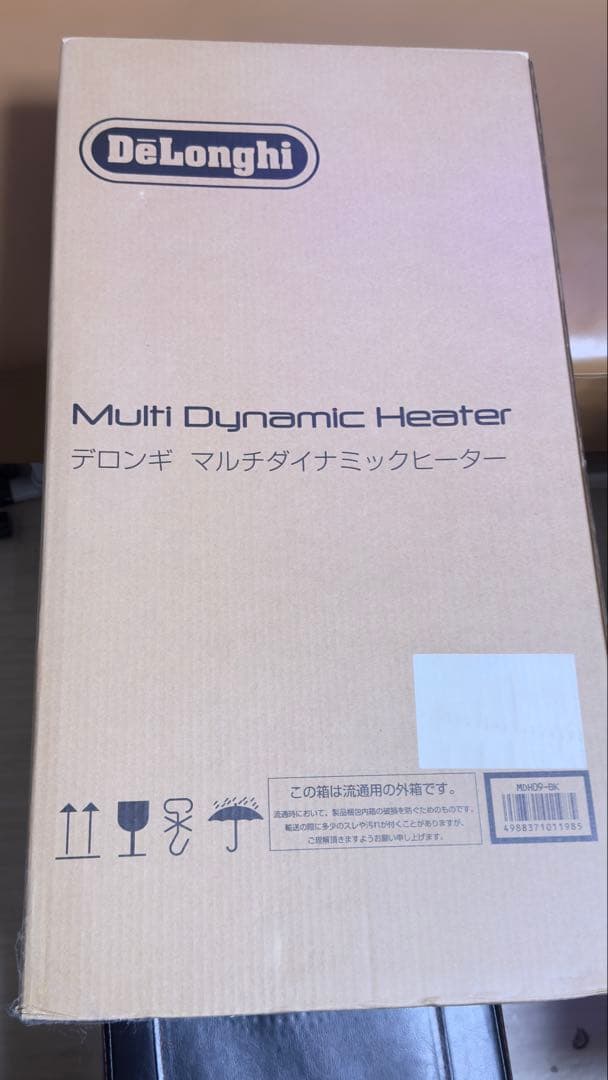 DēLonghi
Multi Dynamic Heater
デロンギ マルチダイナミックヒーター
この箱は流通用の外箱です。
流通時において、製品梱包内箱の破損を防ぐためのものです。
輸送の際に多少のスレや汚れが付くことがありますが、
ご理解頂きますようお願い申し上げます。
MDHD9-BK
4988371011985